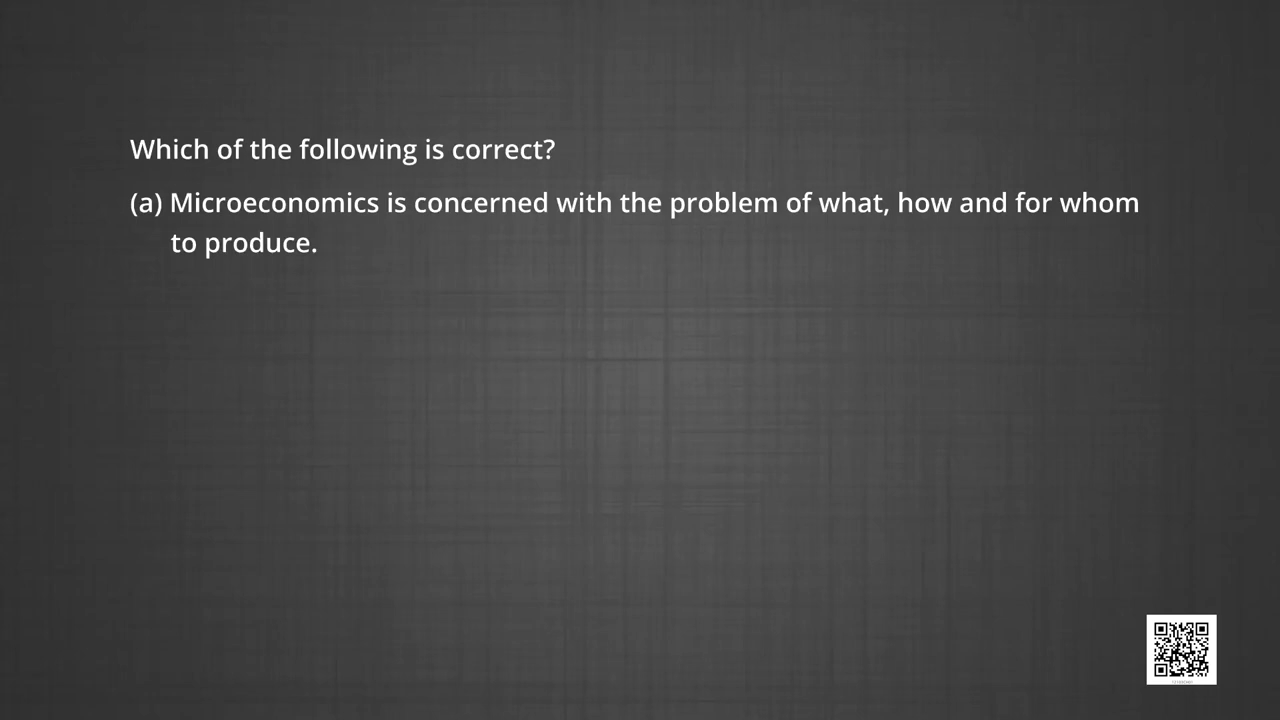 Which of the following is correct?
(a) Microeconomics is concerned with the problem of what, how and for whom
to produce.